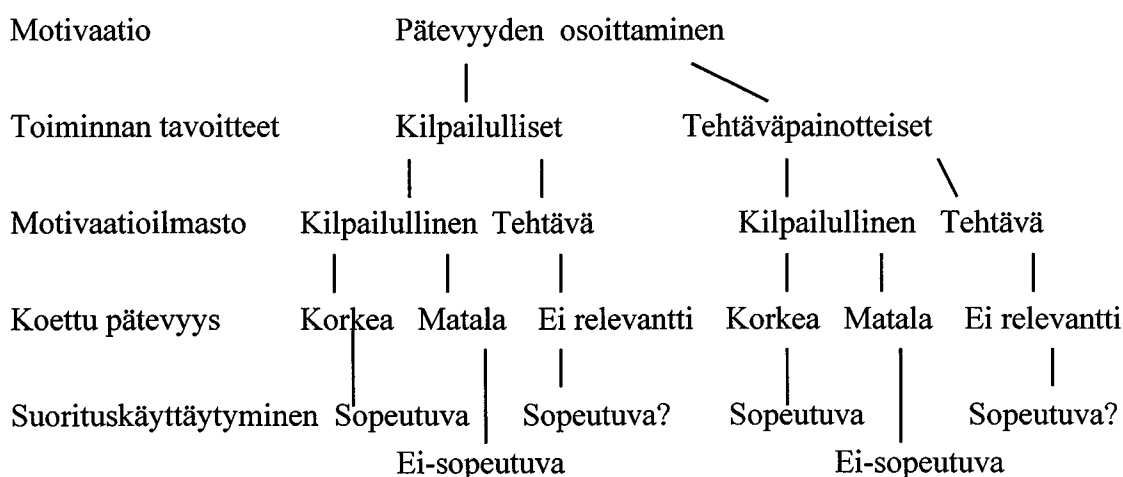 Motivaatio Pätevyyden osoittaminen
Toiminnan tavoitteet Kilpailulliset Tehtäväpainotteiset
Motivaatioilmasto Kilpailullinen Tehtävä Kilpailullinen Tehtävä
Koettu pätevyys Korkea Matala Ei relevantti Korkea Matala Ei relevantti
Suorituskäyttäytyminen Sopeutuva Sopeutuva? Sopeutuva Sopeutuva?
Ei-sopeutuva Ei-sopeutuva